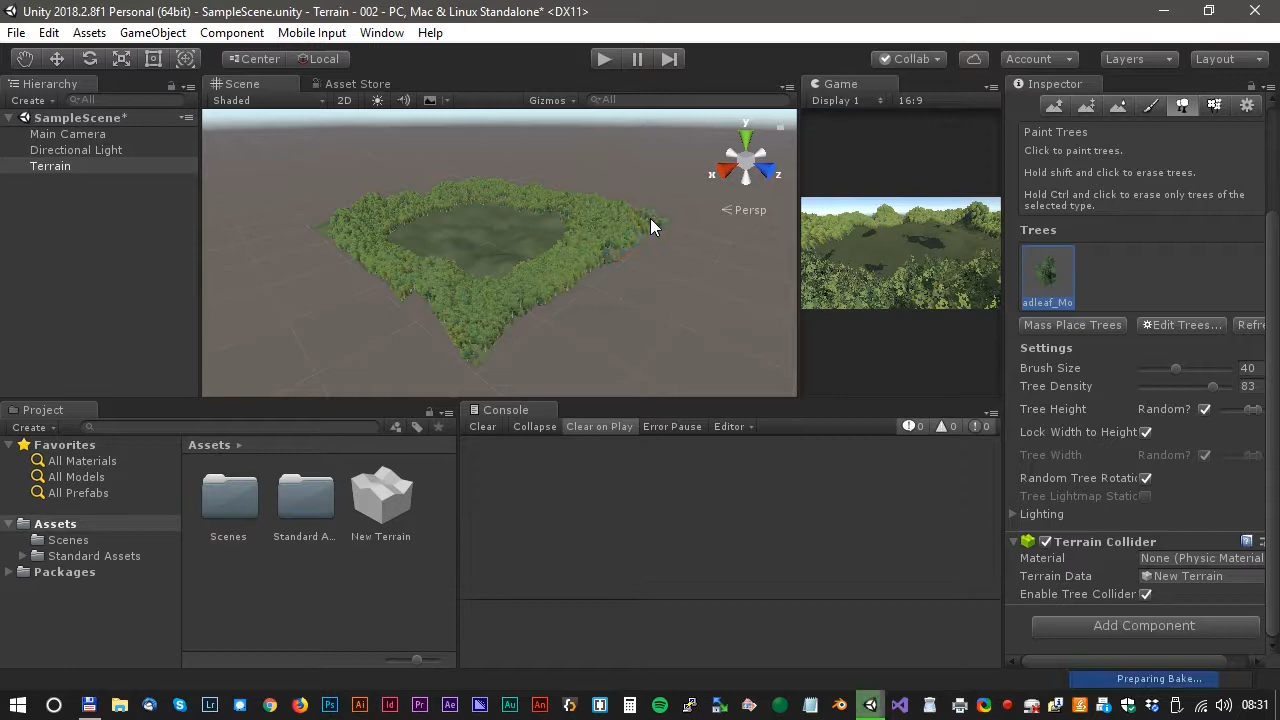 Unity 2018.2.8f1 Personal (64bit) - SampleScene.unity - Terrain - 002 - PC, Mac & Linux Standalone* <DX11>
File Edit Assets GameObject Component Mobile Input Window Help
Center Local Collab Account Layers Layout
Hierarchy
Create All
SampleScene*
Main Camera
Directional Light
Terrain
Scene Asset Store
Shaded 2D Gizmos All
y
x z
Persp
Game
Display 1 16:9
Inspector
Paint Trees
Click to paint trees.
Hold shift and click to erase trees.
Hold Ctrl and click to erase only trees of the
selected type.
Trees
adleaf_Mo
Mass Place Trees Edit Trees... Refre
Settings
Brush Size 40
Tree Density 83
Tree Height Random?
Lock Width to Height
Tree Width Random?
Random Tree Rotatic
Tree Lightmap Static
Lighting
Terrain Collider
Material None (Physic Material
Terrain Data New Terrain
Enable Tree Collider
Add Component
Project
Create
Favorites
All Materials
All Models
All Prefabs
Assets
Scenes
Standard Assets
Packages
Assets
Scenes Standard A... New Terrain
Console
Clear Collapse Clear on Play Error Pause Editor 0 0 0
Preparing Bake...
08:31